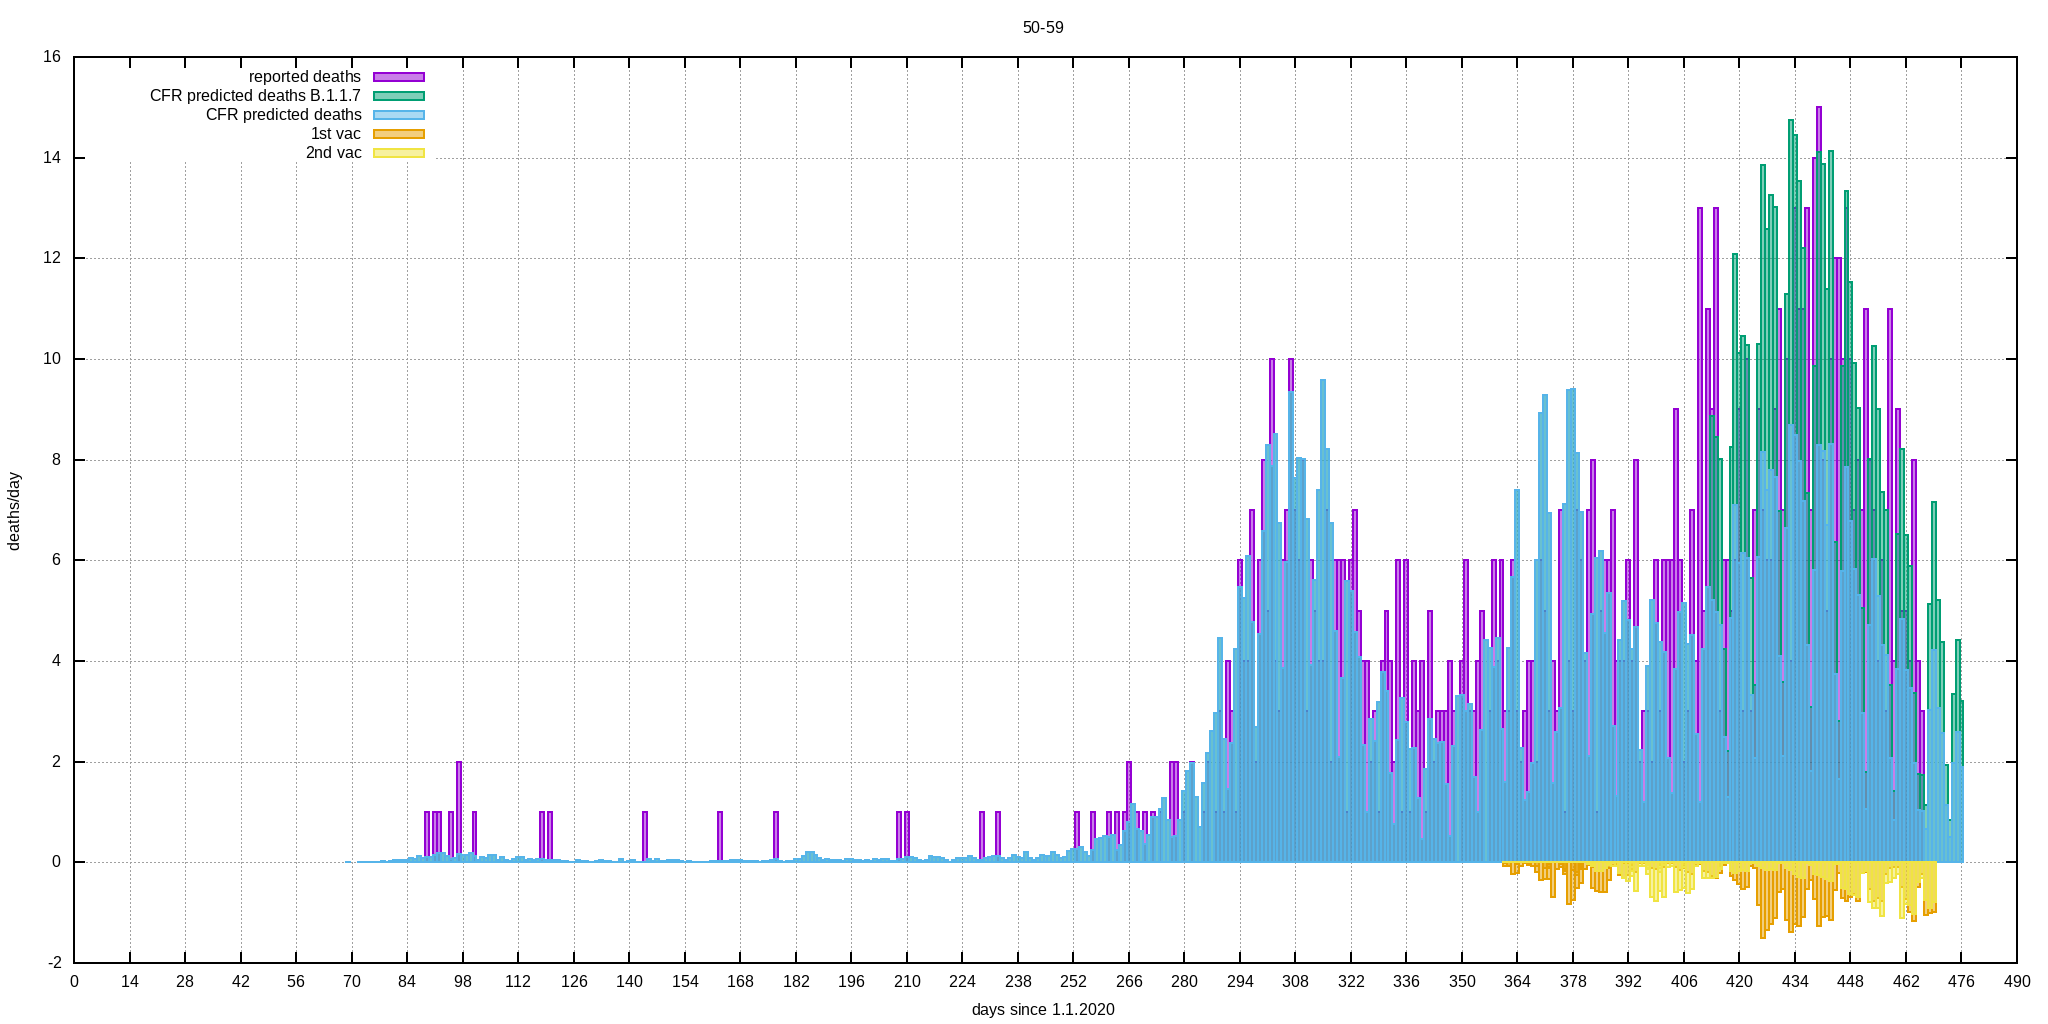 50-59
reported deaths
CFR predicted deaths B.1.1.7
CFR predicted deaths
1st vac
2nd vac
16
14
12
10
8
6
4
2
0
-2
deaths/day
0 14 28 42 56 70 84 98 112 126 140 154 168 182 196 210 224 238 252 266 280 294 308 322 336 350 364 378 392 406 420 434 448 462 476 490
days since 1.1.2020